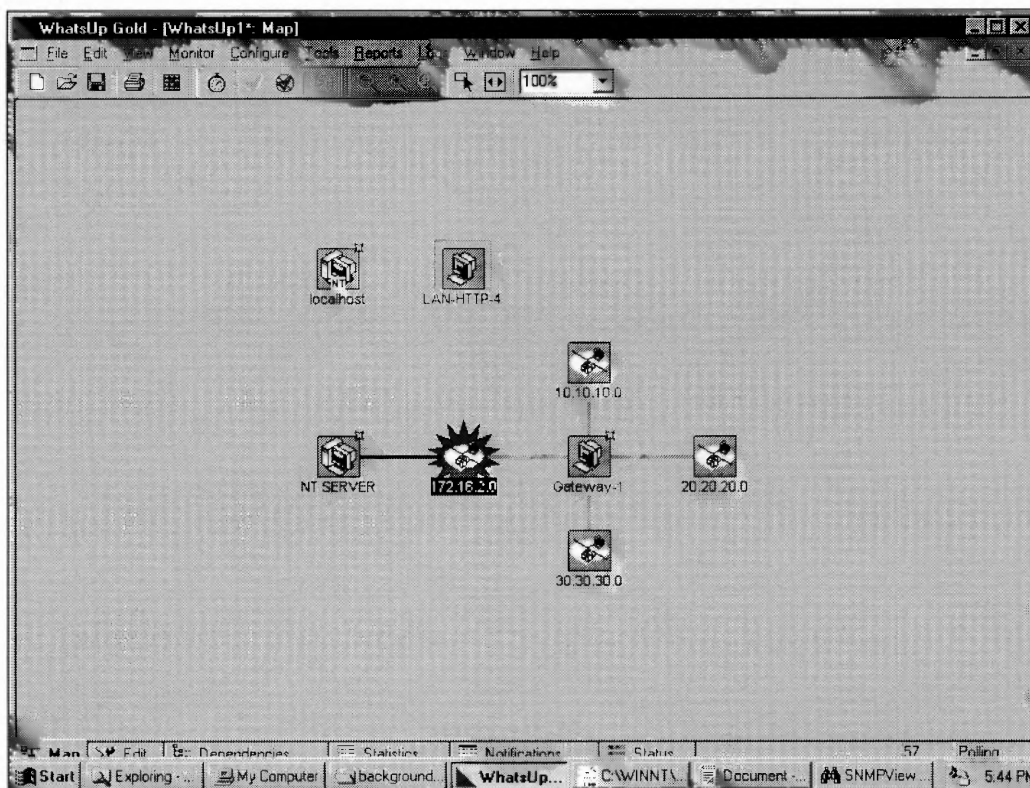 WhatsUp Gold - [WhatsUp1*: Map]
File Edit View Monitor Configure Tools Reports Logs Window Help
100%
localhost
LAN-HTTP-4
10.10.10.0
NT SERVER
172.16.2.0
Gateway-1
20.20.20.0
30.30.30.0
Map Edit Dependencies Statistics Notifications Status 57 Polling
Start Exploring - ... My Computer background... WhatsUp... C:\WINNT\... Document - ... SNMPView... 5:44 PM